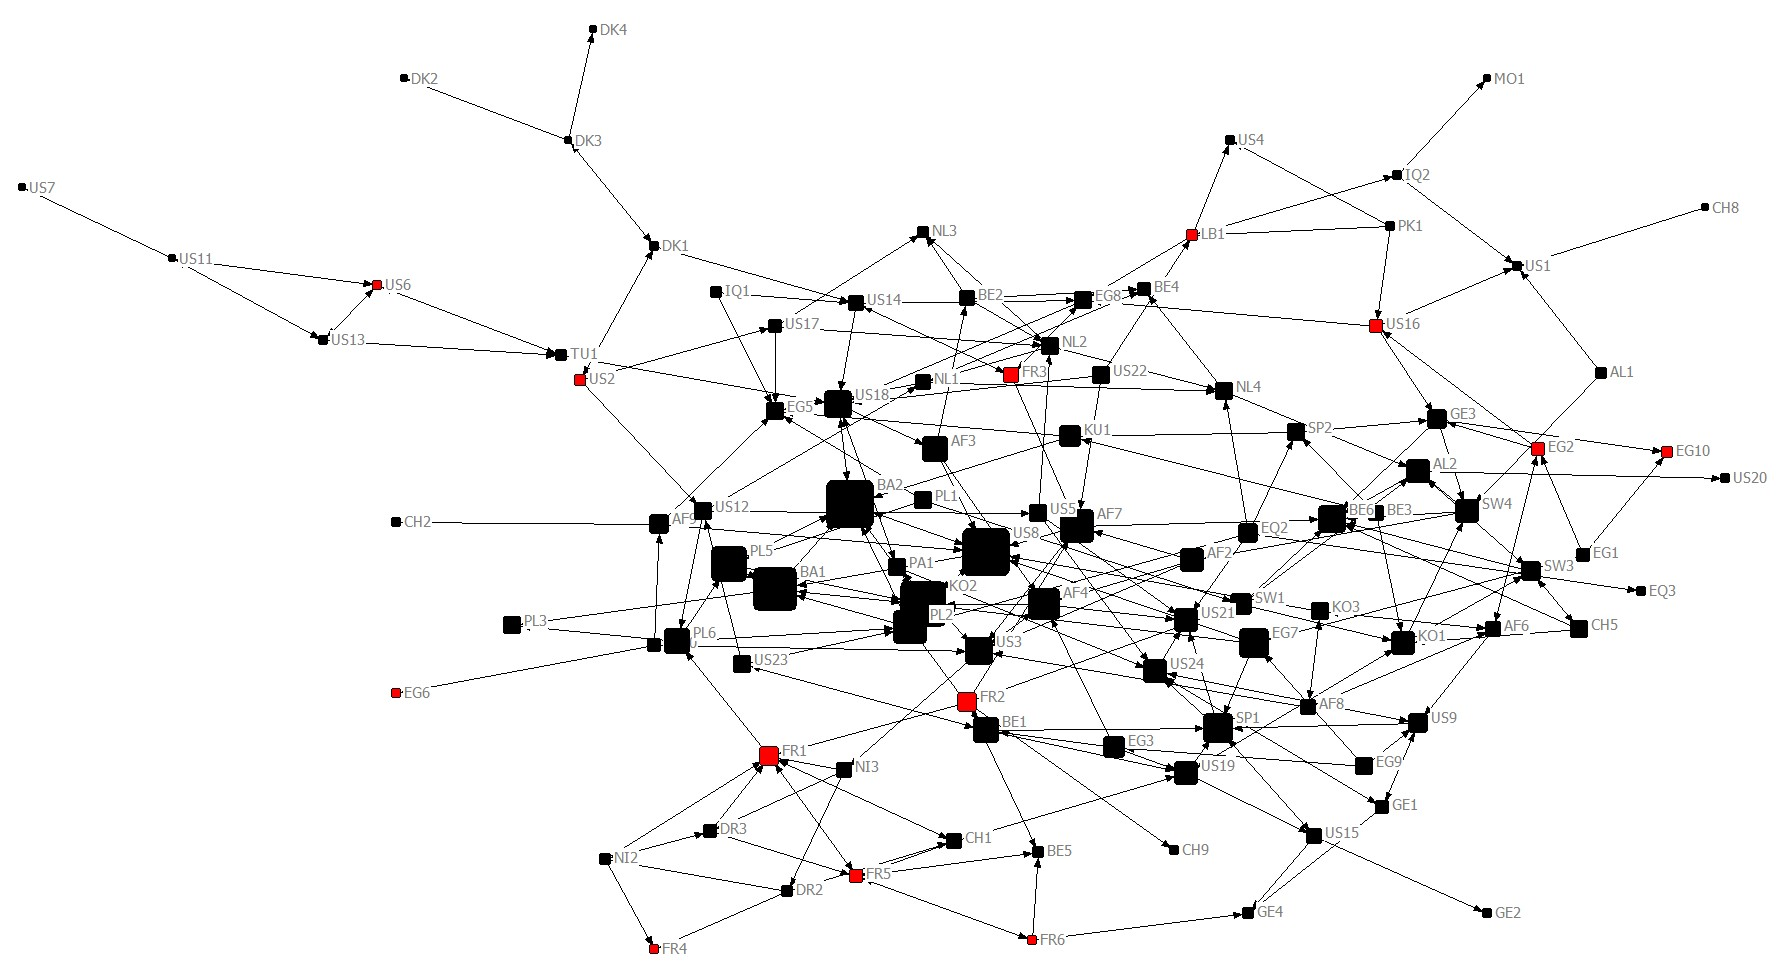 DK4
DK2
MO1
DK3
US4
IQ2
US7
CH8
PK1
NL3
LB1
DK1
US11
US1
US6
IQ1
BE4
BE2
EG8
US14
US17
US16
US13
NL2
TU1
AL1
FR3
US22
US2
NL1
NL4
US18
EG5
GE3
SP2
KU1
AF3
EG2
EG10
AL2
US20
BA2
PL1
SW4
US12
US5
AF7
BE6
BE3
CH2
AF9
EQ2
US8
PL5
AF2
EG1
PA1
SW3
BA1
KO2
EQ3
AF4
SW1
KO3
US21
PL2
PL3
CH5
AF6
PL6
KO1
EG7
US3
US23
US24
EG6
FR2
AF8
BE1
SP1
US9
EG3
FR1
EG9
US19
NI3
GE1
DR3
US15
CH1
CH9
BE5
NI2
FR5
DR2
GE4
GE2
FR6
FR4